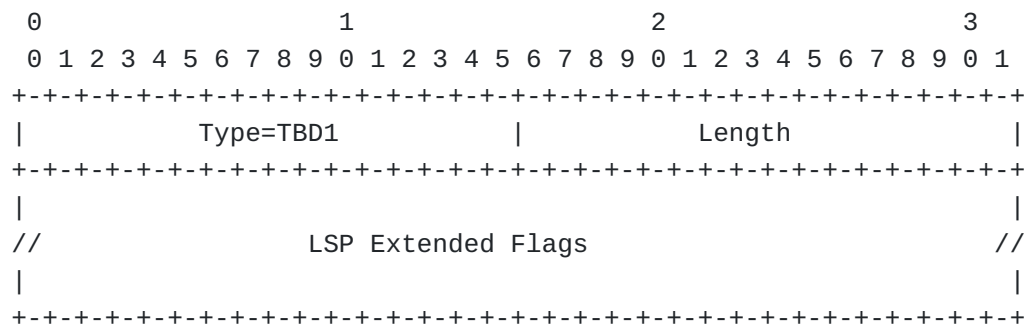 0                   1                   2                   3
 0 1 2 3 4 5 6 7 8 9 0 1 2 3 4 5 6 7 8 9 0 1 2 3 4 5 6 7 8 9 0 1
+-+-+-+-+-+-+-+-+-+-+-+-+-+-+-+-+-+-+-+-+-+-+-+-+-+-+-+-+-+-+-+-+
|           Type=TBD1           |           Length              |
+-+-+-+-+-+-+-+-+-+-+-+-+-+-+-+-+-+-+-+-+-+-+-+-+-+-+-+-+-+-+-+-+
|                                                               |
//                 LSP Extended Flags                          //
|                                                               |
+-+-+-+-+-+-+-+-+-+-+-+-+-+-+-+-+-+-+-+-+-+-+-+-+-+-+-+-+-+-+-+-+